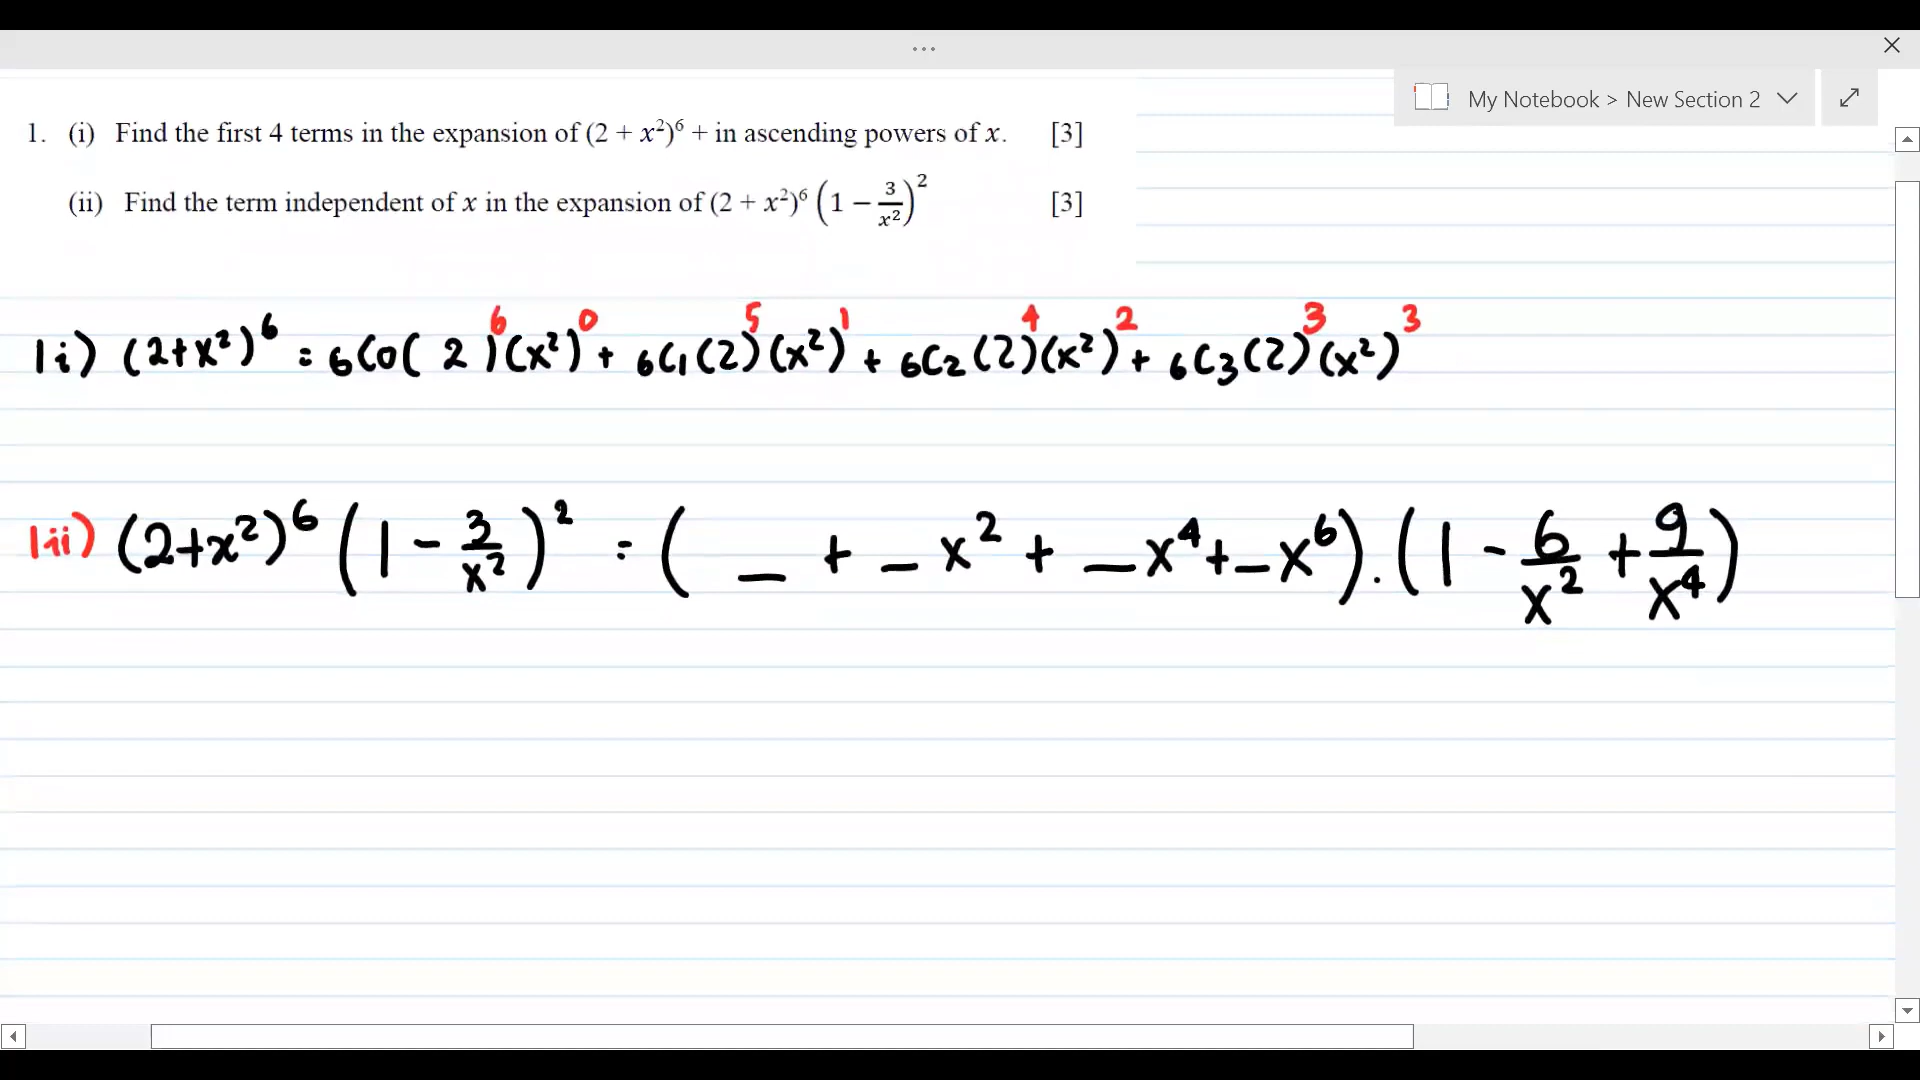 ...
My Notebook > New Section 2
1. (i) Find the first 4 terms in the expansion of (2 + x²)⁶ + in ascending powers of x. [3]
(ii) Find the term independent of x in the expansion of (2 + x²)⁶ (1 − 3/x²)² [3]
1i) (2+x²)⁶ = 6C0(2)⁶(x²)⁰ + 6C1(2)⁵(x²)¹ + 6C2(2)⁴(x²)² + 6C3(2)³(x²)³
1ii) (2+x²)⁶ (1 - 3/x²)² = ( _ + _ x² + _ x⁴ + _ x⁶) . (1 - 6/x² + 9/x⁴)